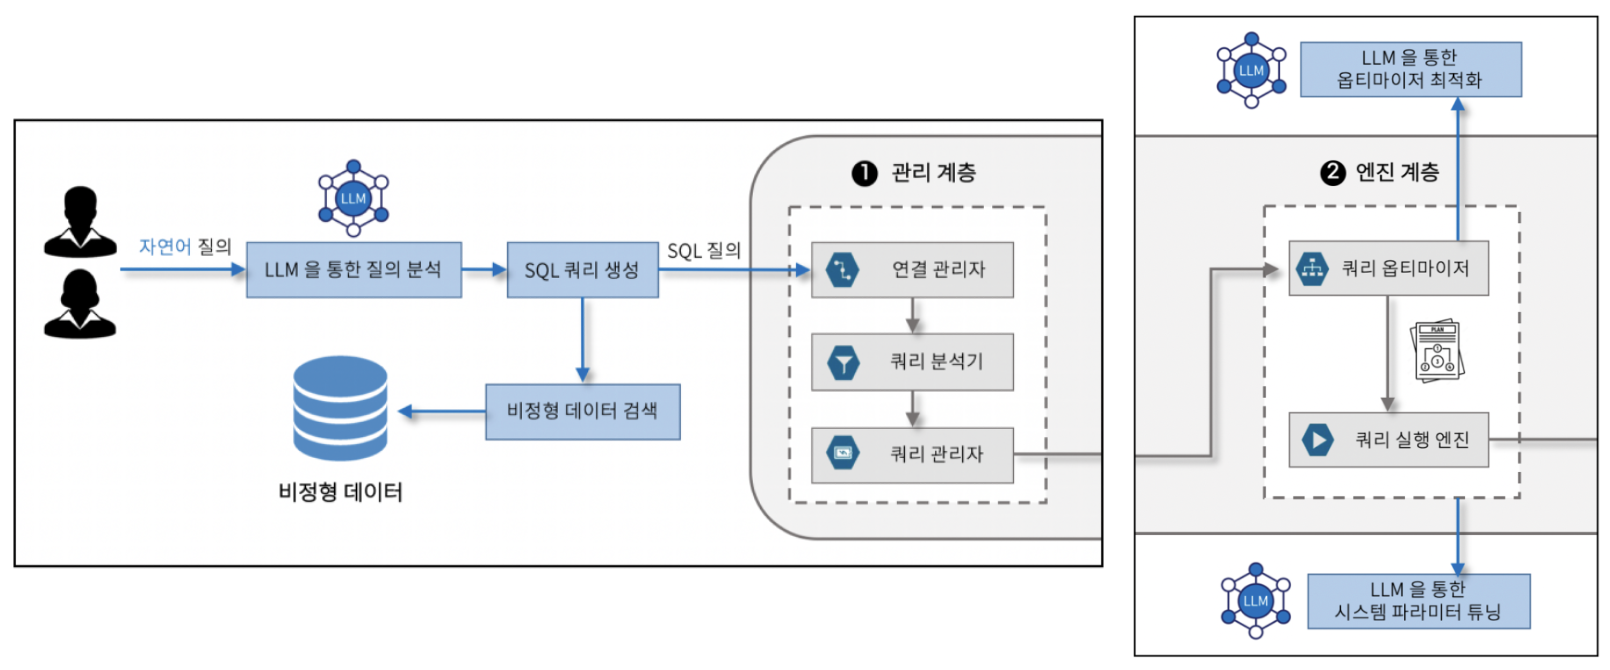 LLM
자연어 질의
LLM 을 통한 질의 분석
SQL 쿼리 생성
SQL 질의
비정형 데이터 검색
비정형 데이터
1 관리 계층
연결 관리자
쿼리 분석기
쿼리 관리자
LLM
LLM 을 통한
옵티마이저 최적화
2 엔진 계층
쿼리 옵티마이저
PLAN
쿼리 실행 엔진
LLM
LLM 을 통한
시스템 파라미터 튜닝